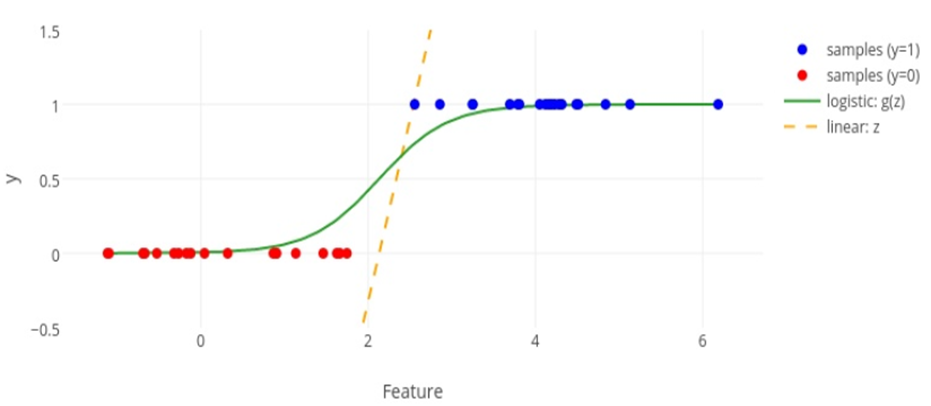 1.5
1
0.5
0
−0.5
y
0
2
4
6
Feature
samples (y=1)
samples (y=0)
logistic: g(z)
linear: z